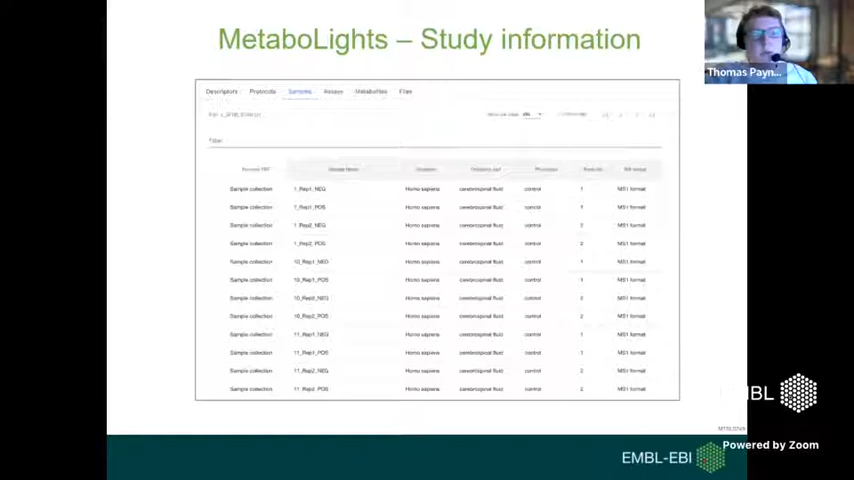 MetaboLights – Study information
Thomas Payn...
Descriptors Protocols Samples Assays Metabolites Files
Filter
Sample Name
Sample collection 1_Rep1_NEG Homo sapiens cerebrospinal fluid control 1 MS1 format
Sample collection 1_Rep1_POS Homo sapiens cerebrospinal fluid control 1 MS1 format
Sample collection 1_Rep2_NEG Homo sapiens cerebrospinal fluid control 2 MS1 format
Sample collection 1_Rep2_POS Homo sapiens cerebrospinal fluid control 2 MS1 format
Sample collection 10_Rep1_NEG Homo sapiens cerebrospinal fluid control 1 MS1 format
Sample collection 10_Rep1_POS Homo sapiens cerebrospinal fluid control 1 MS1 format
Sample collection 10_Rep2_NEG Homo sapiens cerebrospinal fluid control 2 MS1 format
Sample collection 10_Rep2_POS Homo sapiens cerebrospinal fluid control 2 MS1 format
Sample collection 11_Rep1_NEG Homo sapiens cerebrospinal fluid control 1 MS1 format
Sample collection 11_Rep1_POS Homo sapiens cerebrospinal fluid control 1 MS1 format
Sample collection 11_Rep2_NEG Homo sapiens cerebrospinal fluid control 2 MS1 format
Sample collection 11_Rep2_POS Homo sapiens cerebrospinal fluid control 2 MS1 format
EMBL
Powered by Zoom
EMBL-EBI